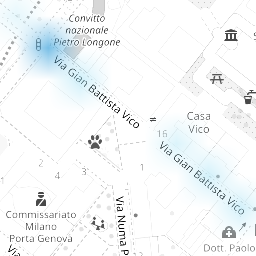 Convitto
nazionale
Pietro Longone
Via Gian Battista Vico
Casa
Vico
16
Via Gian Battista Vico
1
2
3
4
Commissariato
Milano
Porta Genova
Via Numa P
Via
Dott. Paolo